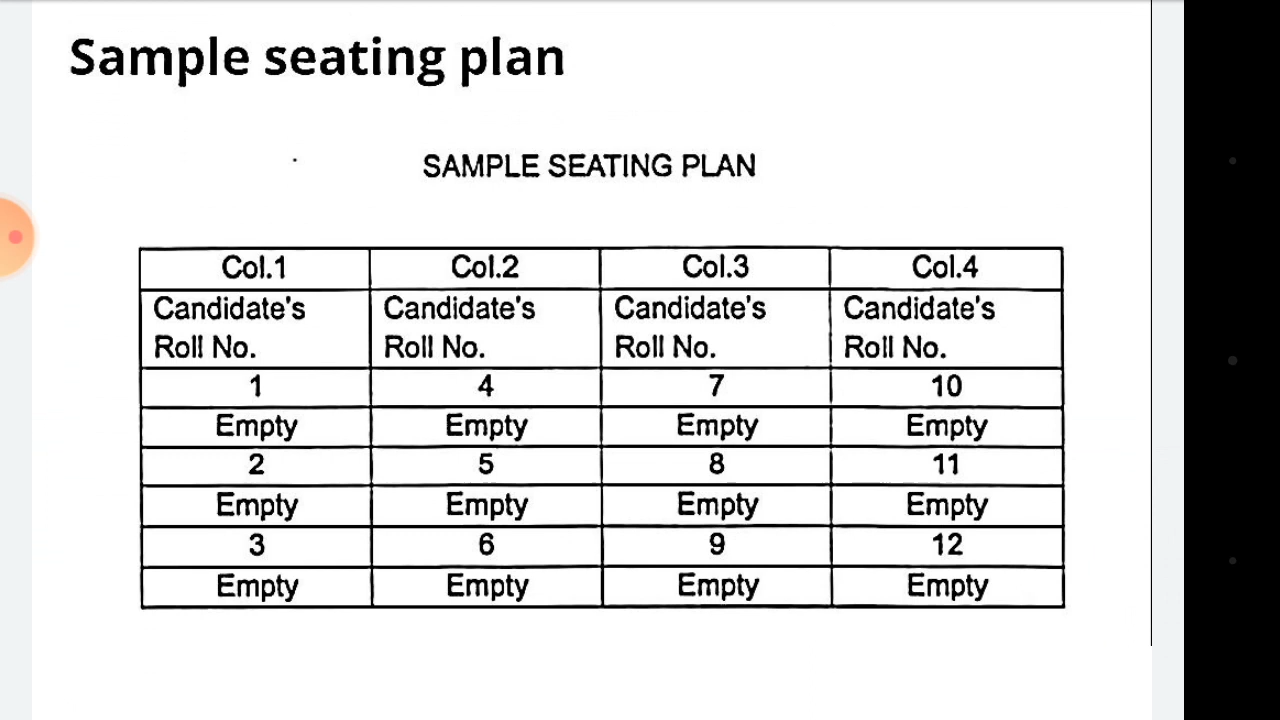 Sample seating plan
SAMPLE SEATING PLAN
Col.1 Col.2 Col.3 Col.4
Candidate's Candidate's Candidate's Candidate's
Roll No. Roll No. Roll No. Roll No.
1 4 7 10
Empty Empty Empty Empty
2 5 8 11
Empty Empty Empty Empty
3 6 9 12
Empty Empty Empty Empty